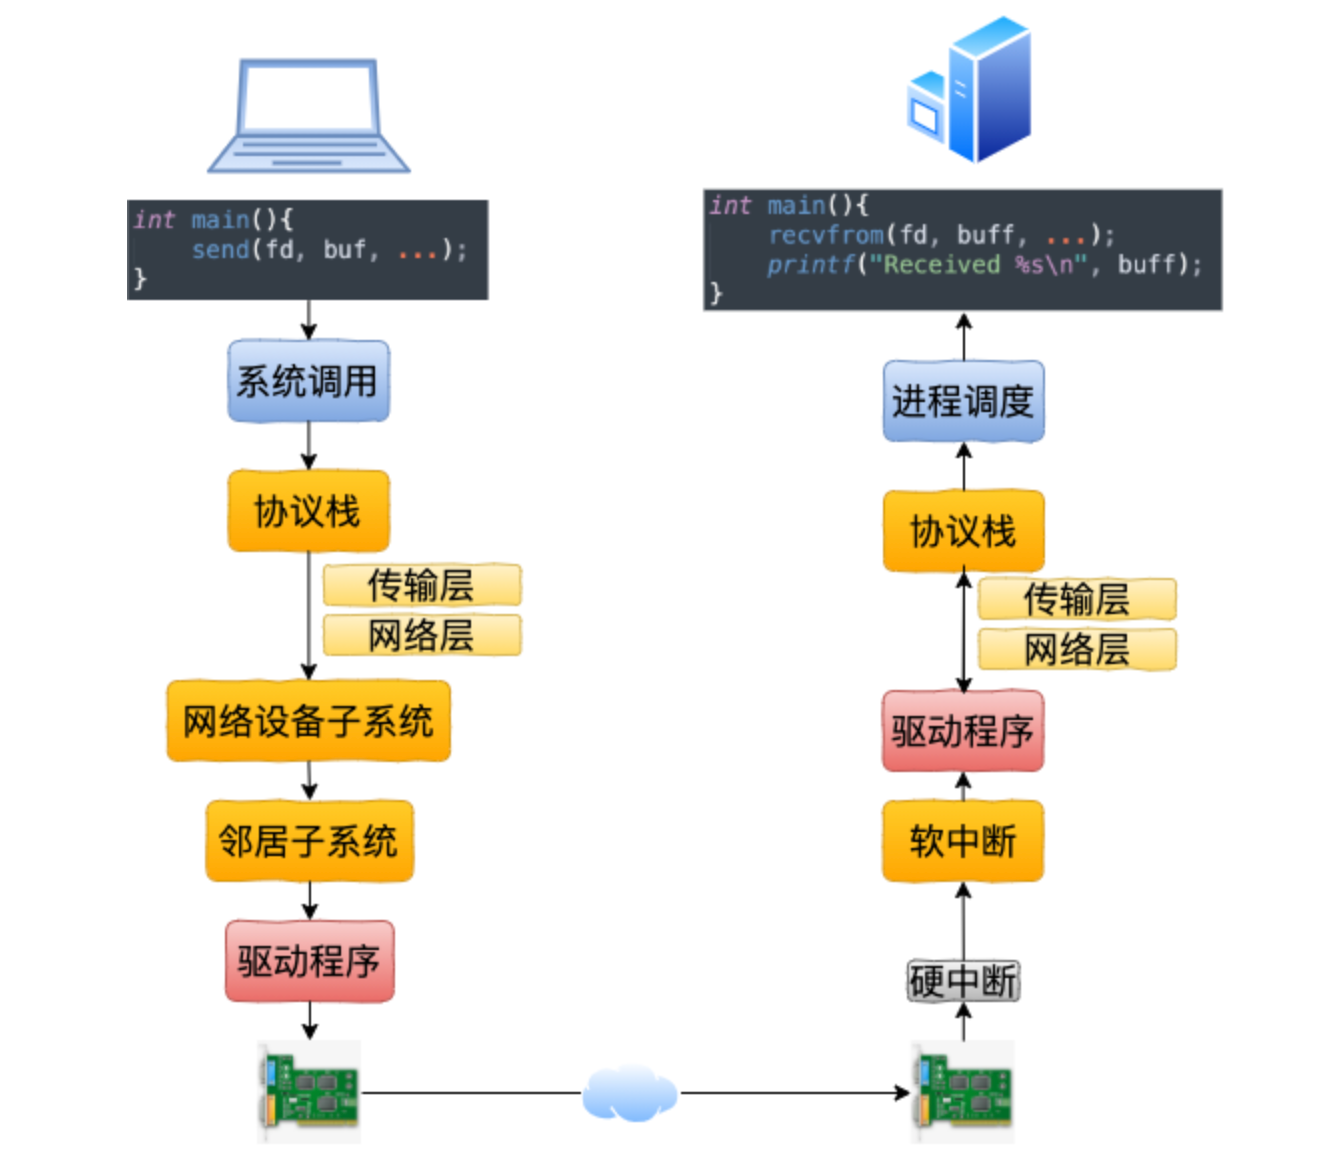 int main(){
    send(fd, buf, ...);
}
系统调用
协议栈
传输层
网络层
网络设备子系统
邻居子系统
驱动程序
int main(){
    recvfrom(fd, buff, ...);
    printf("Received %s\n", buff);
}
进程调度
协议栈
传输层
网络层
驱动程序
软中断
硬中断